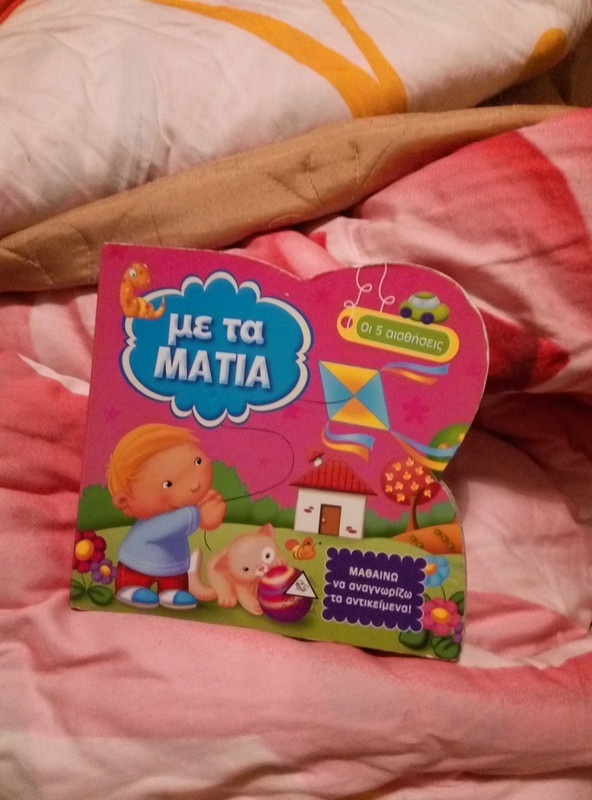 με τα
ΜΑΤΙΑ
Οι 5 αισθήσεις
ΜΑΘΑΙΝΩ
να αναγνωρίζω
τα αντικείμενα!